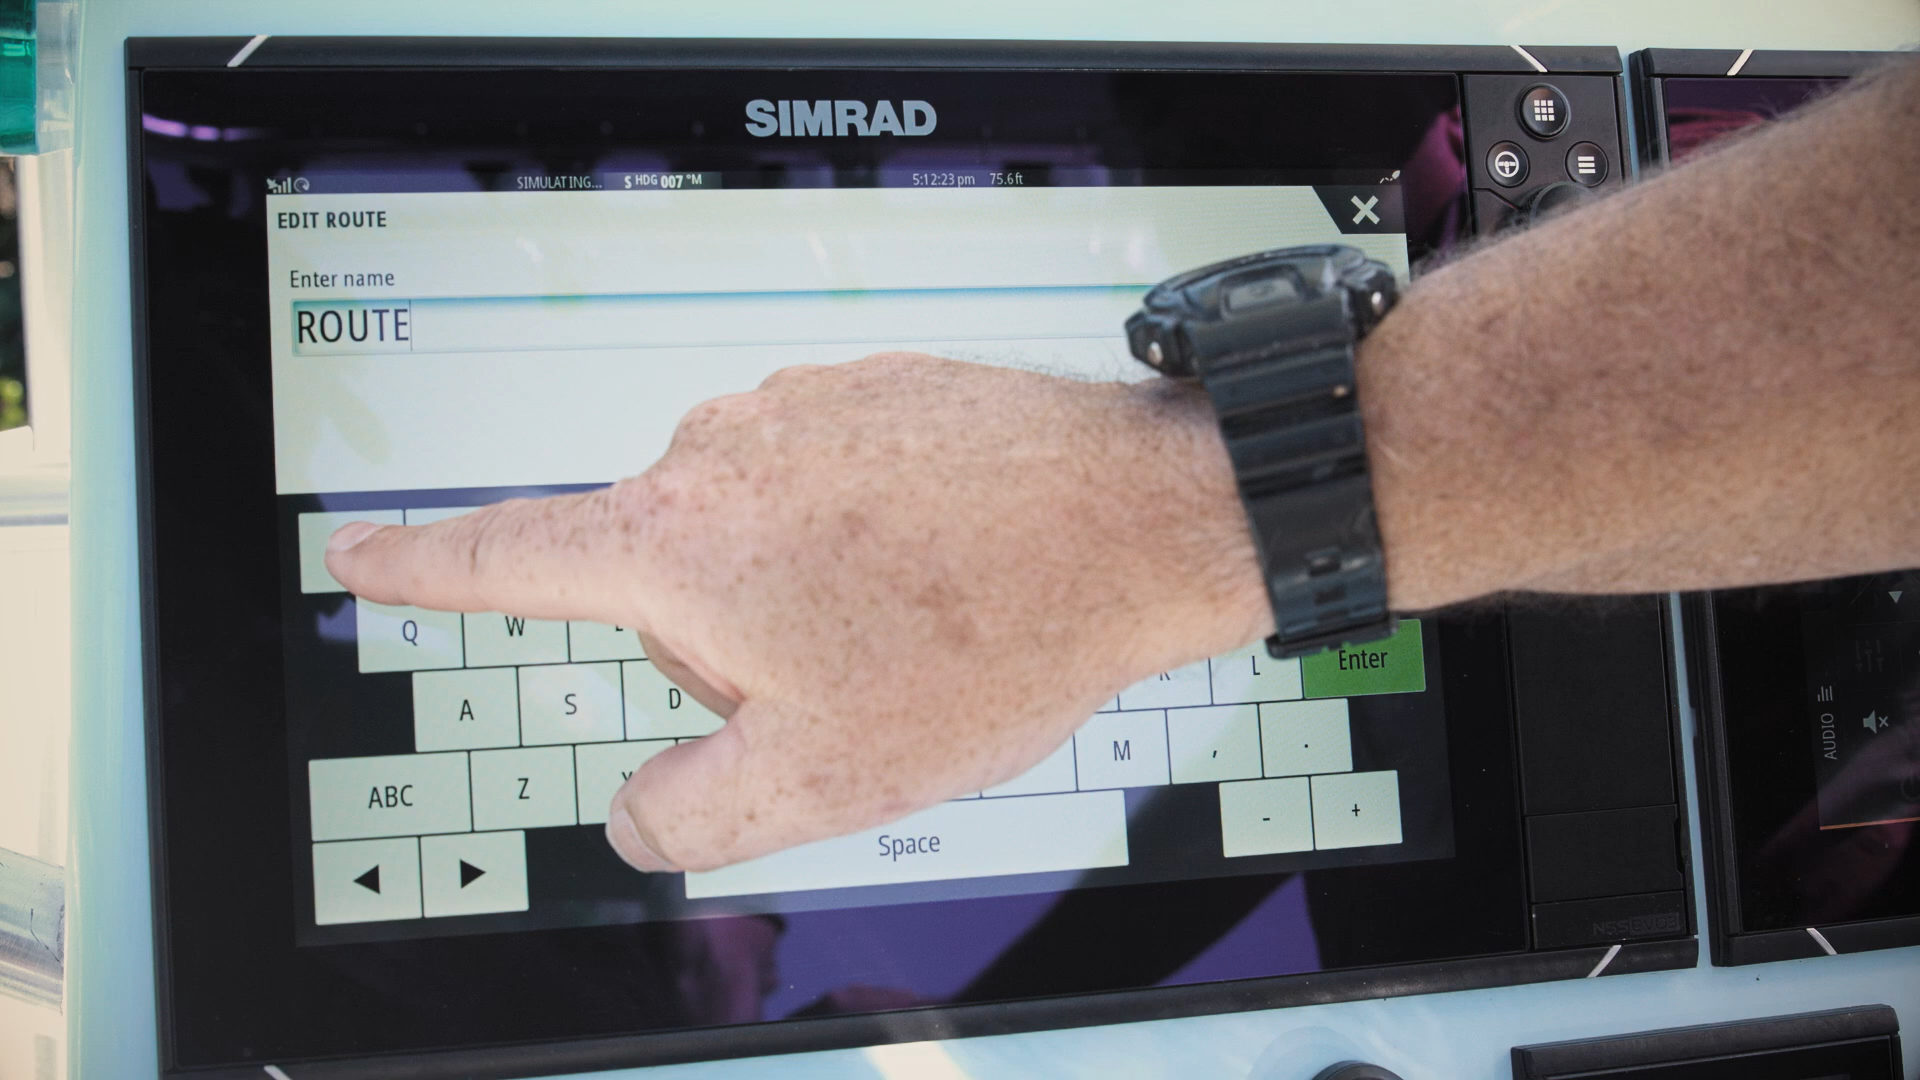 SIMRAD
SIMULATING... S HDG 007 °M 5:12:23 pm 75.6 ft
EDIT ROUTE
Enter name
ROUTE
Q W
A S D L Enter
ABC Z M , .
Space - +
AUDIO